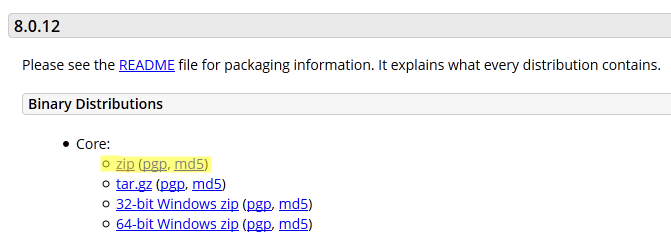 8.0.12
Please see the README file for packaging information. It explains what every distribution contains.
Binary Distributions
Core:
zip (pgp, md5)
tar.gz (pgp, md5)
32-bit Windows zip (pgp, md5)
64-bit Windows zip (pgp, md5)